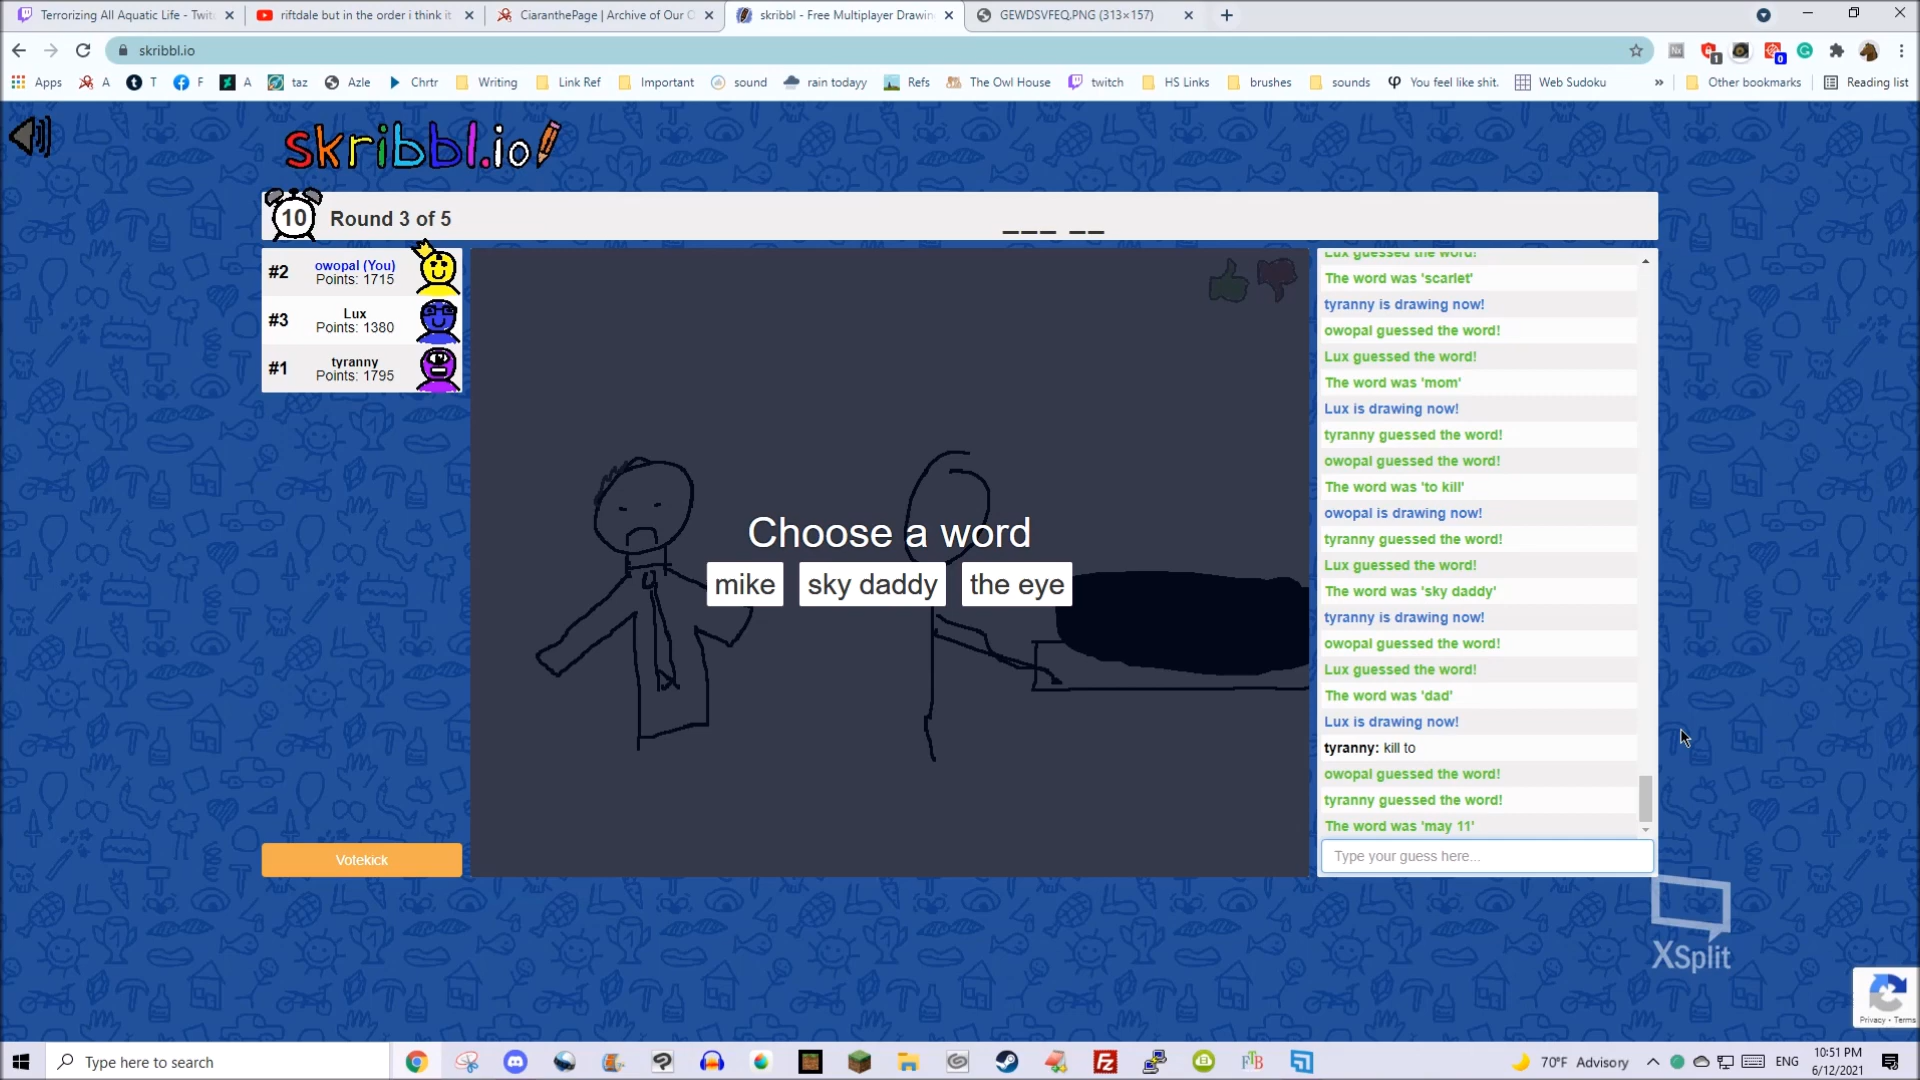 Terrorizing All Aquatic Life - Twit
riftdale but in the order i think it
CiaranthePage | Archive of Our O
skribbl - Free Multiplayer Drawin
GEWDSVFEQ.PNG (313×157)
skribbl.io
Apps
A
T
F
A
taz
Azle
Chrtr
Writing
Link Ref
Important
sound
rain todayy
Refs
The Owl House
twitch
HS Links
brushes
sounds
You feel like shit.
Web Sudoku
»
Other bookmarks
Reading list
skribbl.io
10
Round 3 of 5
___ __
#2
owopal (You)
Points: 1715
#3
Lux
Points: 1380
#1
tyranny
Points: 1795
Votekick
Choose a word
mike
sky daddy
the eye
Lux guessed the word!
The word was 'scarlet'
tyranny is drawing now!
owopal guessed the word!
Lux guessed the word!
The word was 'mom'
Lux is drawing now!
tyranny guessed the word!
owopal guessed the word!
The word was 'to kill'
owopal is drawing now!
tyranny guessed the word!
Lux guessed the word!
The word was 'sky daddy'
tyranny is drawing now!
owopal guessed the word!
Lux guessed the word!
The word was 'dad'
Lux is drawing now!
tyranny: kill to
owopal guessed the word!
tyranny guessed the word!
The word was 'may 11'
Type your guess here...
XSplit
Privacy - Terms
Type here to search
70°F Advisory
ENG
10:51 PM
6/12/2021